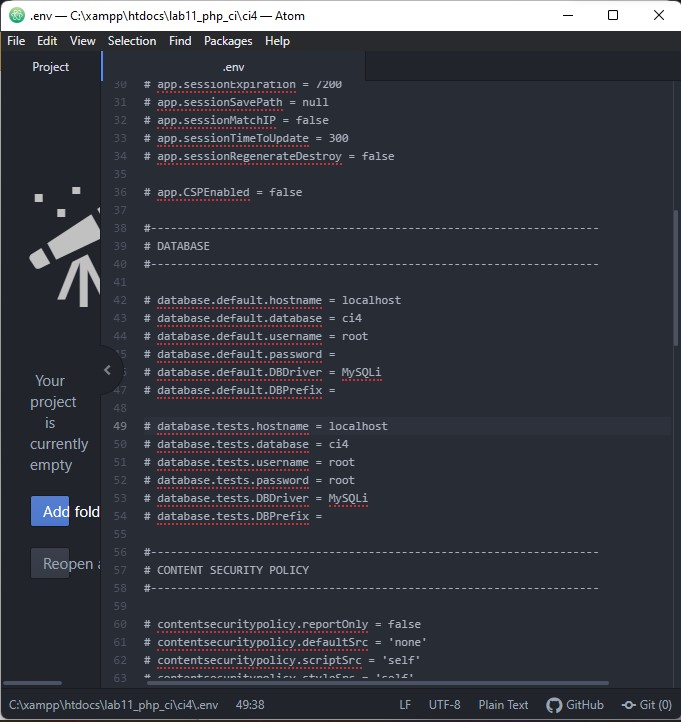 .env — C:\xampp\htdocs\lab11_php_ci\ci4 — Atom
File Edit View Selection Find Packages Help
Project
.env
30 # app.sessionExpiration = 7200
31 # app.sessionSavePath = null
32 # app.sessionMatchIP = false
33 # app.sessionTimeToUpdate = 300
34 # app.sessionRegenerateDestroy = false
35
36 # app.CSPEnabled = false
37
38 #--------------------------------------------------------------------
39 # DATABASE
40 #--------------------------------------------------------------------
41
42 # database.default.hostname = localhost
43 # database.default.database = ci4
44 # database.default.username = root
45 # database.default.password =
46 # database.default.DBDriver = MySQLi
47 # database.default.DBPrefix =
48
49 # database.tests.hostname = localhost
50 # database.tests.database = ci4
51 # database.tests.username = root
52 # database.tests.password = root
53 # database.tests.DBDriver = MySQLi
54 # database.tests.DBPrefix =
55
56 #--------------------------------------------------------------------
57 # CONTENT SECURITY POLICY
58 #--------------------------------------------------------------------
59
60 # contentsecuritypolicy.reportOnly = false
61 # contentsecuritypolicy.defaultSrc = 'none'
62 # contentsecuritypolicy.scriptSrc = 'self'
63 # contentsecuritypolicy.styleSrc = 'self'
Your
project
is
currently
empty
Add fold
Reopen a
C:\xampp\htdocs\lab11_php_ci\ci4\.env 49:38 LF UTF-8 Plain Text GitHub Git (0)